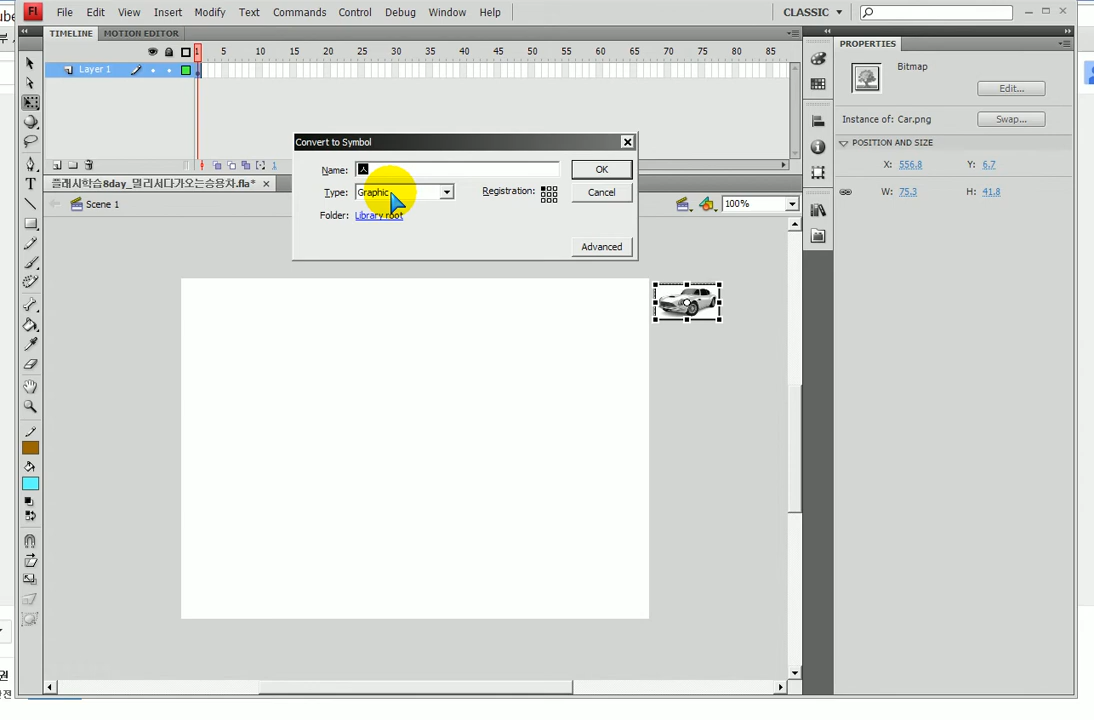 Fl File Edit View Insert Modify Text Commands Control Debug Window Help CLASSIC
TIMELINE MOTION EDITOR
1 5 10 15 20 25 30 35 40 45 50 55 60 65 70 75 80 85
Layer 1
PROPERTIES
Bitmap
Edit...
Instance of: Car.png Swap...
POSITION AND SIZE
X: 556.8 Y: 6.7
W: 75.3 H: 41.8
Convert to Symbol
Name: 人 OK
Type: Graphic Registration: Cancel
Folder: Library root
Advanced
플래시학습8day_멀리서다가오는승용차.fla*
Scene 1 100%